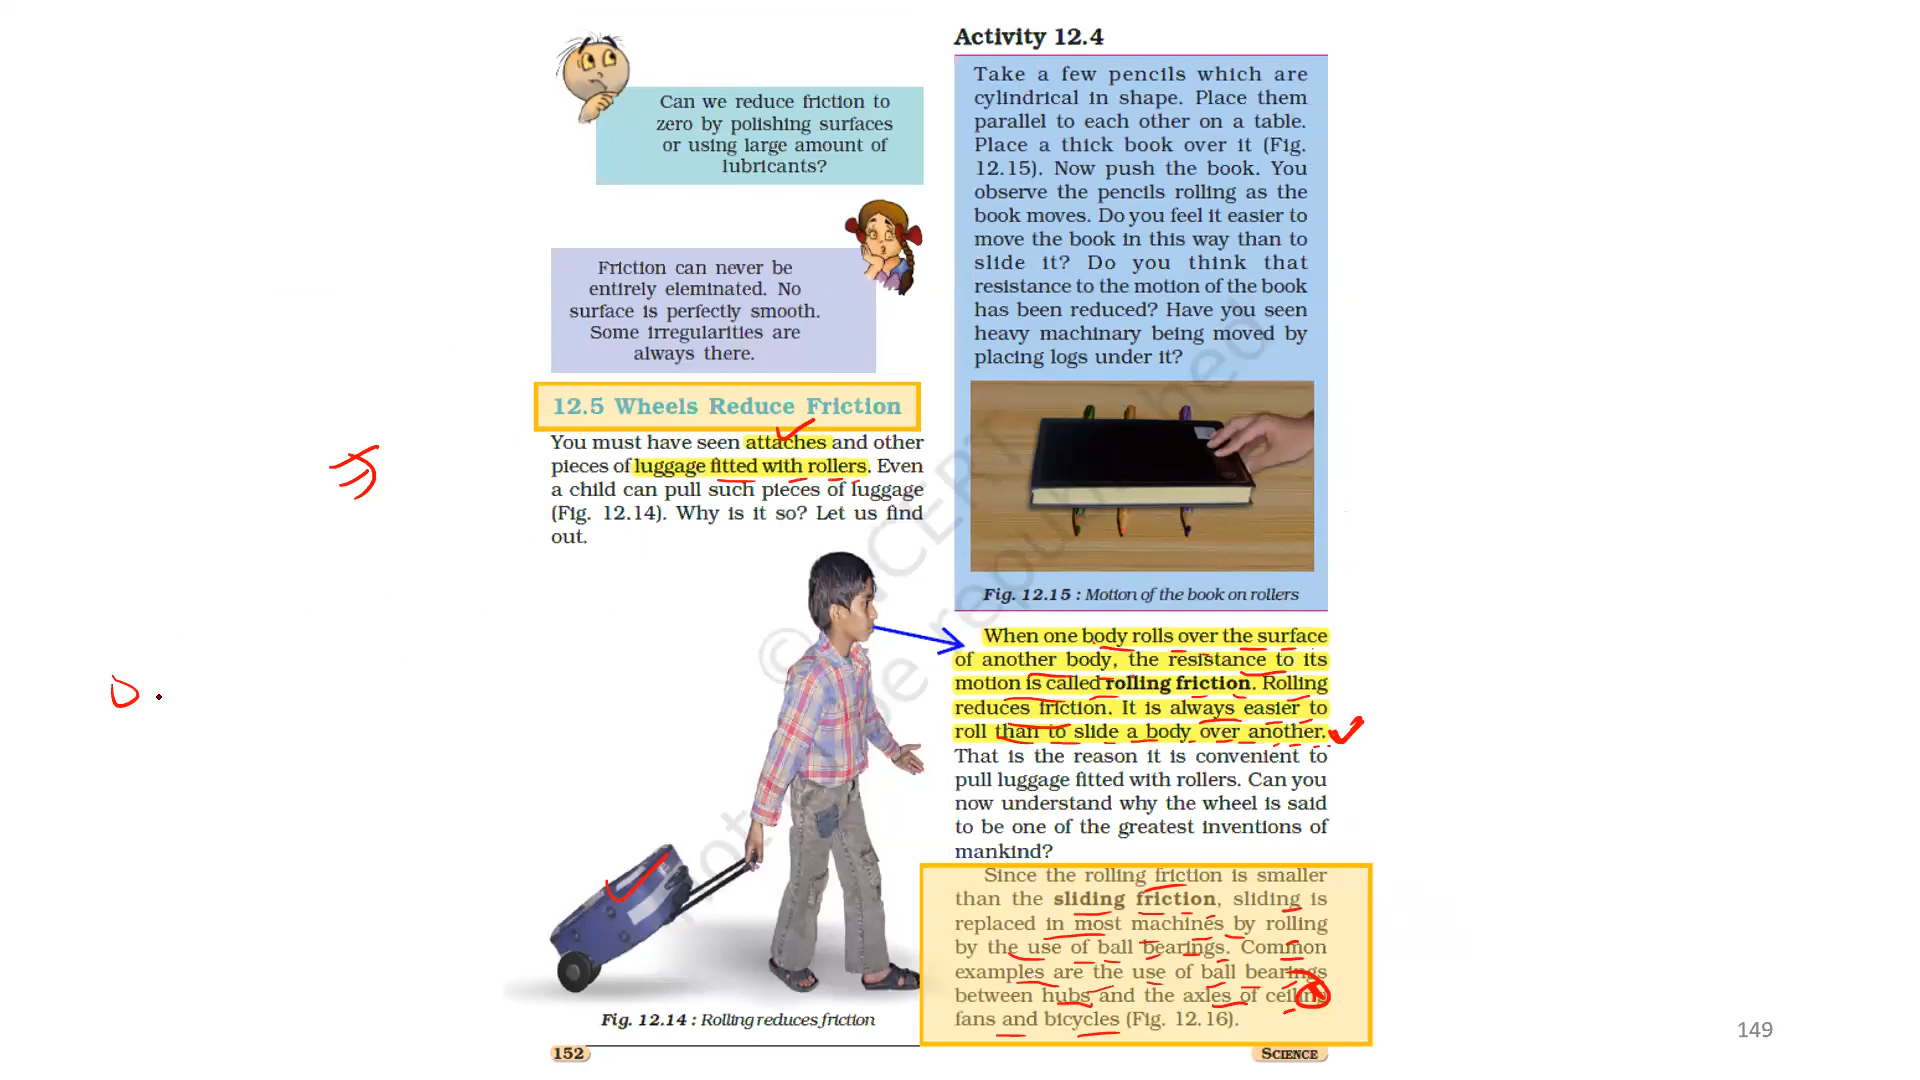 Can we reduce friction to
zero by polishing surfaces
or using large amount of
lubricants?
Friction can never be
entirely eleminated. No
surface is perfectly smooth.
Some irregularities are
always there.
12.5 Wheels Reduce Friction
You must have seen attaches and other
pieces of luggage fitted with rollers. Even
a child can pull such pieces of luggage
(Fig. 12.14). Why is it so? Let us find
out.
Fig. 12.14 : Rolling reduces friction
152
Activity 12.4
Take a few pencils which are
cylindrical in shape. Place them
parallel to each other on a table.
Place a thick book over it (Fig.
12.15). Now push the book. You
observe the pencils rolling as the
book moves. Do you feel it easier to
move the book in this way than to
slide it? Do you think that
resistance to the motion of the book
has been reduced? Have you seen
heavy machinary being moved by
placing logs under it?
Fig. 12.15 : Motion of the book on rollers
When one body rolls over the surface
of another body, the resistance to its
motion is called rolling friction. Rolling
reduces friction. It is always easier to
roll than to slide a body over another.
That is the reason it is convenient to
pull luggage fitted with rollers. Can you
now understand why the wheel is said
to be one of the greatest inventions of
mankind?
Since the rolling friction is smaller
than the sliding friction, sliding is
replaced in most machines by rolling
by the use of ball bearings. Common
examples are the use of ball bearings
between hubs and the axles of ceiling
fans and bicycles (Fig. 12.16).
SCIENCE
149
© NCERT
not to be republished